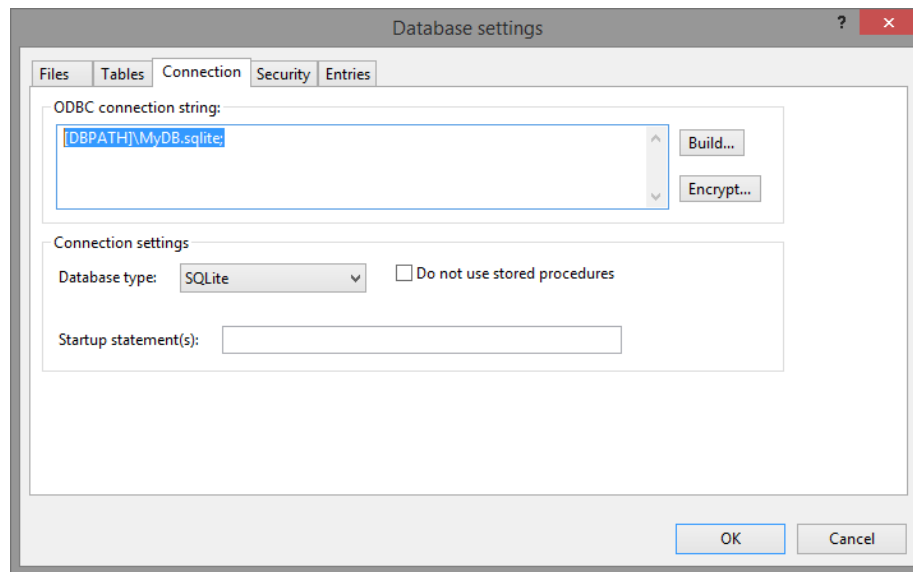 Database settings
?
×
Files Tables Connection Security Entries
ODBC connection string:
[DBPATH]\MyDB.sqlite;
Build...
Encrypt...
Connection settings
Database type: SQLite Do not use stored procedures
Startup statement(s):
OK Cancel